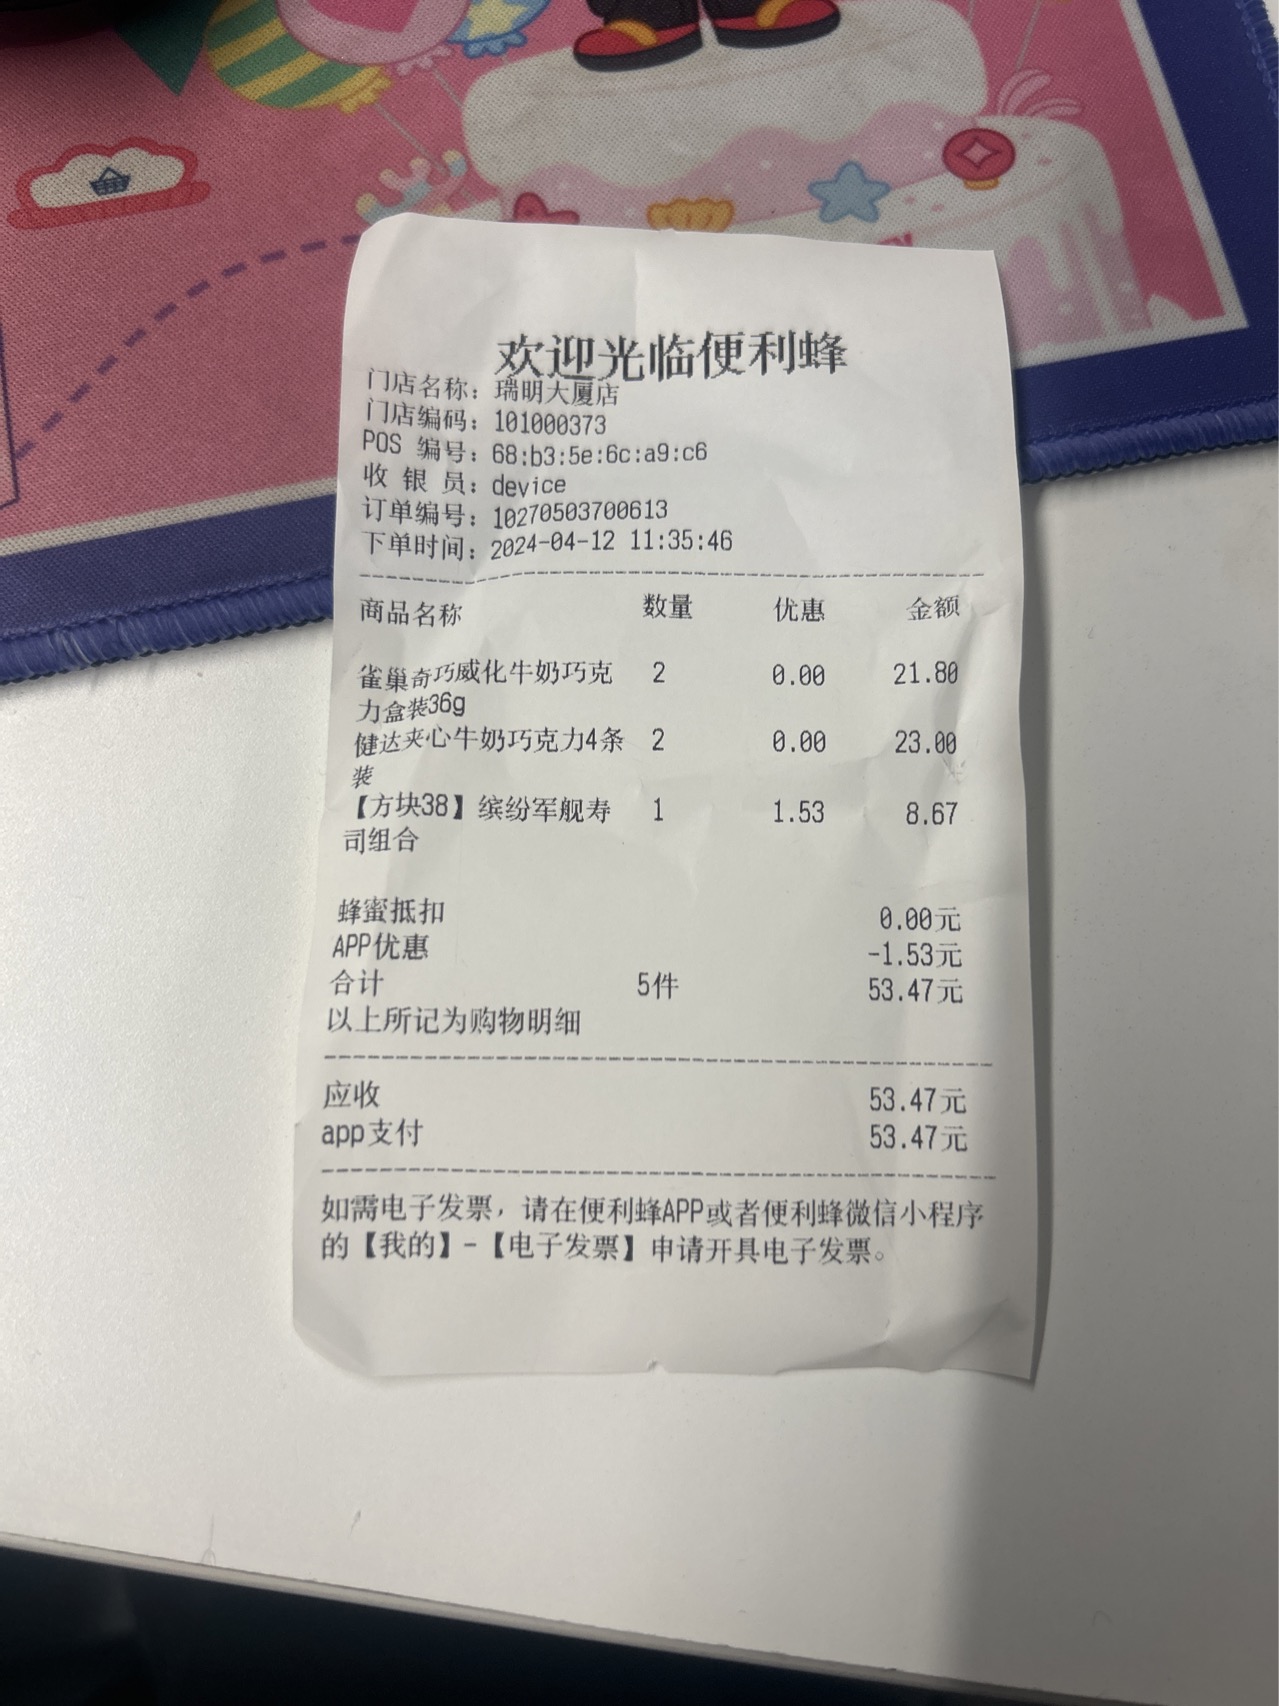 欢迎光临便利蜂
门店名称：瑞明大厦店
门店编码：101000373
POS 编号：68:b3:5e:6c:a9:c6
收 银 员：device
订单编号：10270503700613
下单时间：2024-04-12 11:35:46
商品名称 数量 优惠 金额
雀巢奇巧威化牛奶巧克 2 0.00 21.80
力盒装36g
健达夹心牛奶巧克力4条 2 0.00 23.00
装
【方块38】缤纷军舰寿 1 1.53 8.67
司组合
蜂蜜抵扣 0.00元
APP优惠 -1.53元
合计 5件 53.47元
以上所记为购物明细
应收 53.47元
app支付 53.47元
如需电子发票，请在便利蜂APP或者便利蜂微信小程序
的【我的】-【电子发票】申请开具电子发票。